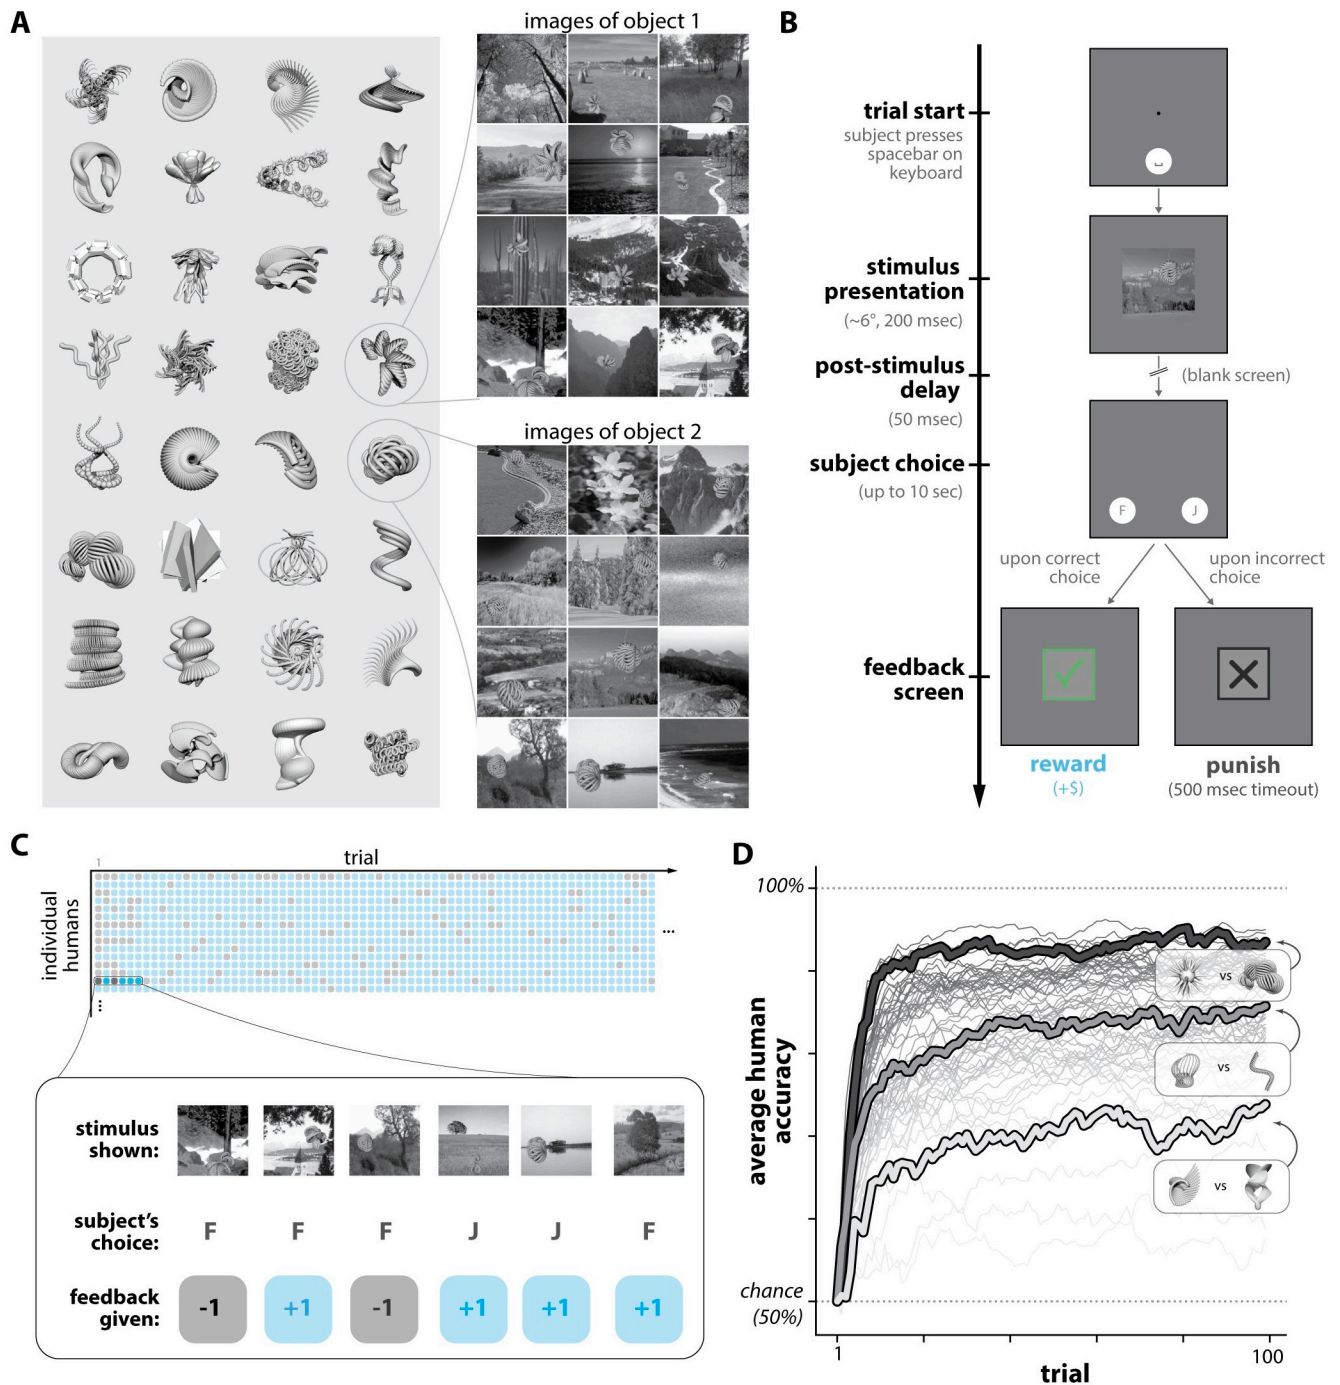 A
images of object 1
images of object 2
B
trial start
subject presses
spacebar on
keyboard
stimulus
presentation
(~6°, 200 msec)
post-stimulus
delay
(50 msec)
(blank screen)
subject choice
(up to 10 sec)
F J
upon correct
choice
upon incorrect
choice
feedback
screen
reward
(+$)
punish
(500 msec timeout)
C
trial
1
individual
humans
...
...
stimulus
shown:
subject's
choice:
F F F J J F
feedback
given:
-1 +1 -1 +1 +1 +1
D
100%
average human
accuracy
vs
vs
vs
chance
(50%)
1 100
trial